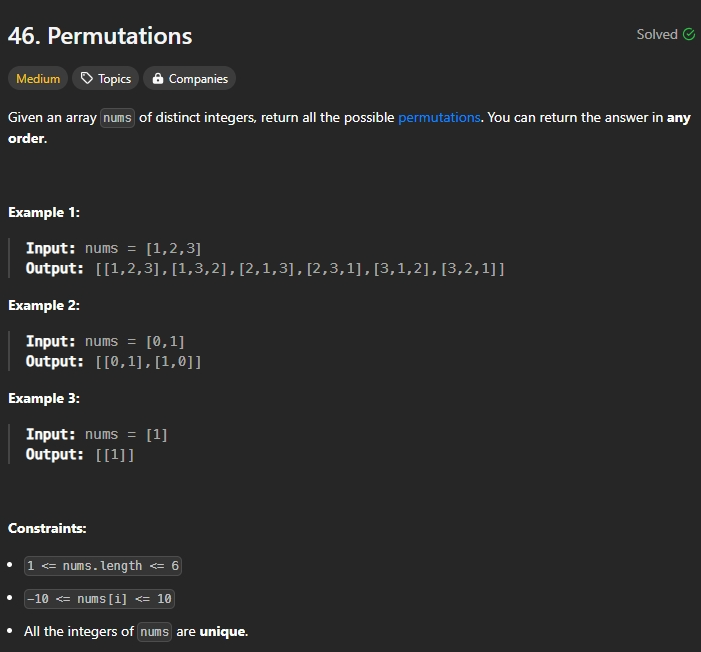 46. Permutations
Solved
Medium Topics Companies
Given an array nums of distinct integers, return all the possible permutations. You can return the answer in any
order.
Example 1:
Input: nums = [1,2,3]
Output: [[1,2,3],[1,3,2],[2,1,3],[2,3,1],[3,1,2],[3,2,1]]
Example 2:
Input: nums = [0,1]
Output: [[0,1],[1,0]]
Example 3:
Input: nums = [1]
Output: [[1]]
Constraints:
• 1 <= nums.length <= 6
• -10 <= nums[i] <= 10
• All the integers of nums are unique.